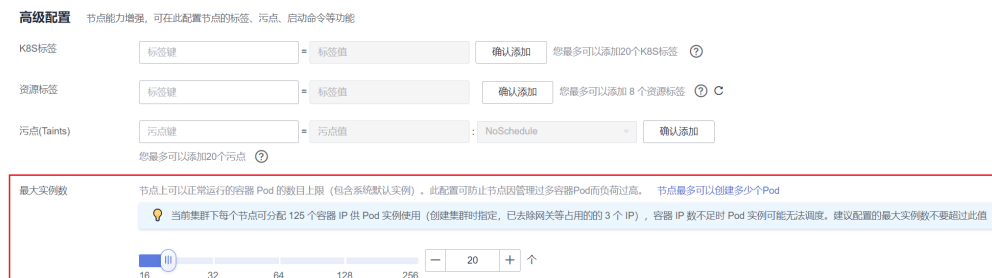 高级配置 节点能力增强，可在此配置节点的标签、污点、启动命令等功能
K8S标签 标签键 = 标签值 确认添加 您最多可以添加20个K8S标签 ?
资源标签 标签键 = 标签值 确认添加 您最多可以添加 8 个资源标签 ?
污点(Taints) 污点键 = 污点值 : NoSchedule 确认添加
您最多可以添加20个污点 ?
最大实例数 节点上可以正常运行的容器 Pod 的数目上限（包含系统默认实例）。此配置可防止节点因管理过多容器Pod而负荷过高。 节点最多可以创建多少个Pod
当前集群下每个节点可分配 125 个容器 IP 供 Pod 实例使用（创建集群时指定，已去除网关等占用的的 3 个 IP），容器 IP 数不足时 Pod 实例可能无法调度。建议配置的最大实例数不要超过此值
— 20 + 个
16 32 64 128 256